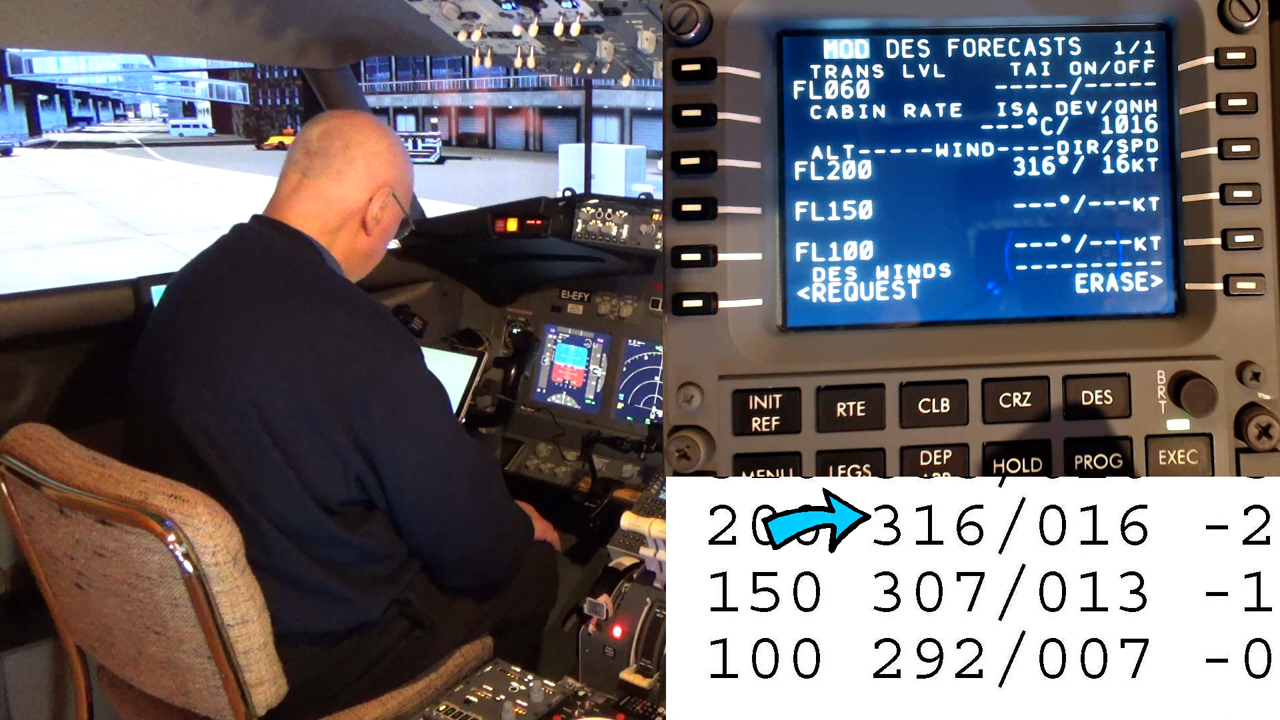 EI-EFY
MOD DES FORECASTS 1/1
TRANS LVL TAI ON/OFF
FL060 -----/-----
CABIN RATE ISA DEV/QNH
---°C/ 1016
ALT-----WIND----DIR/SPD
FL200 316°/ 16KT
FL150 ---°/---KT
FL100 ---°/---KT
DES WINDS ----------
<REQUEST ERASE>
INIT REF
RTE
CLB
CRZ
DES
BRT
MENU
LEGS
DEP ARR
HOLD
PROG
EXEC
200 316/016 -2
150 307/013 -1
100 292/007 -0